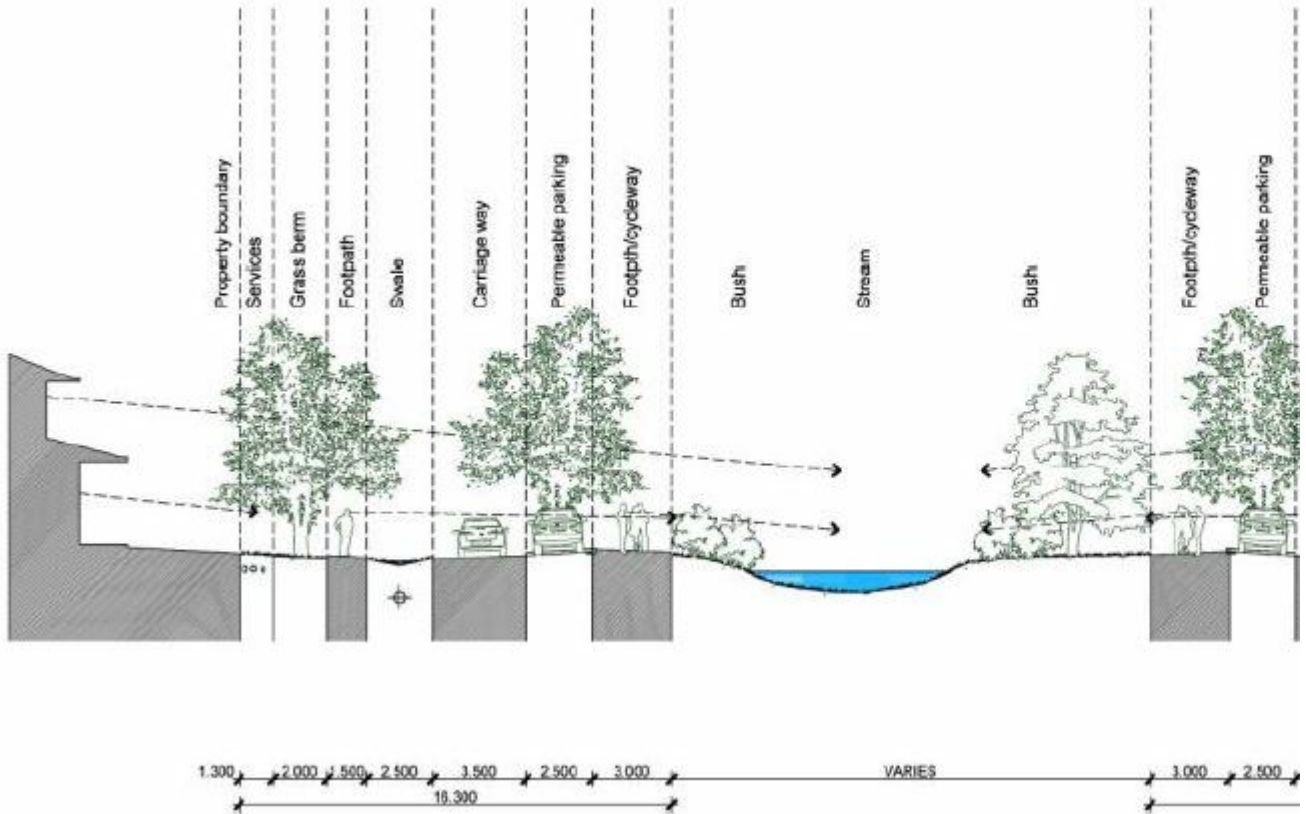 Property boundary
Services
Grass berm
Footpath
Swale
Carriage way
Permeable parking
Footpth/cycleway
Bush
Stream
Bush
Footpth/cycleway
Permeable parking
1.300 2.000 1.500 2.500 3.500 2.500 3.000 VARIES 3.000 2.500
16.300